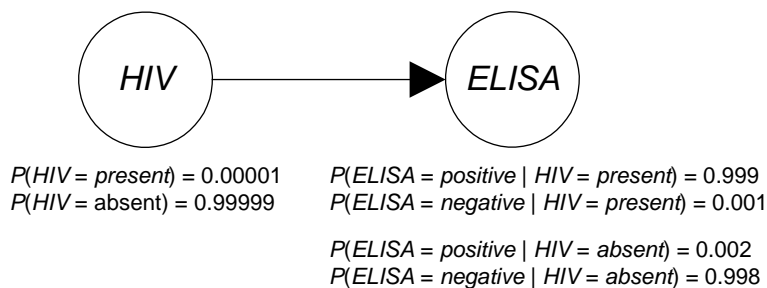 HIV
ELISA
P(HIV = present) = 0.00001
P(HIV = absent) = 0.99999
P(ELISA = positive | HIV = present) = 0.999
P(ELISA = negative | HIV = present) = 0.001
P(ELISA = positive | HIV = absent) = 0.002
P(ELISA = negative | HIV = absent) = 0.998